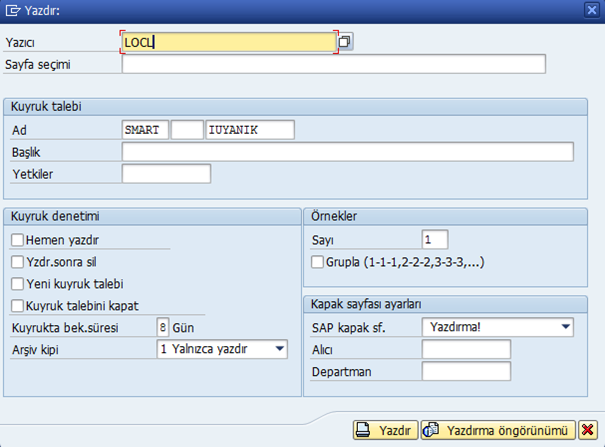 Yazdır:
Yazıcı LOCL
Sayfa seçimi
Kuyruk talebi
Ad SMART IUYANIK
Başlık
Yetkiler
Kuyruk denetimi
Hemen yazdır
Yzdr.sonra sil
Yeni kuyruk talebi
Kuyruk talebini kapat
Kuyrukta bek.süresi 8 Gün
Arşiv kipi 1 Yalnızca yazdır
Örnekler
Sayı 1
Grupla (1-1-1,2-2-2,3-3-3,...)
Kapak sayfası ayarları
SAP kapak sf. Yazdırma!
Alıcı
Departman
Yazdır Yazdırma öngörünümü